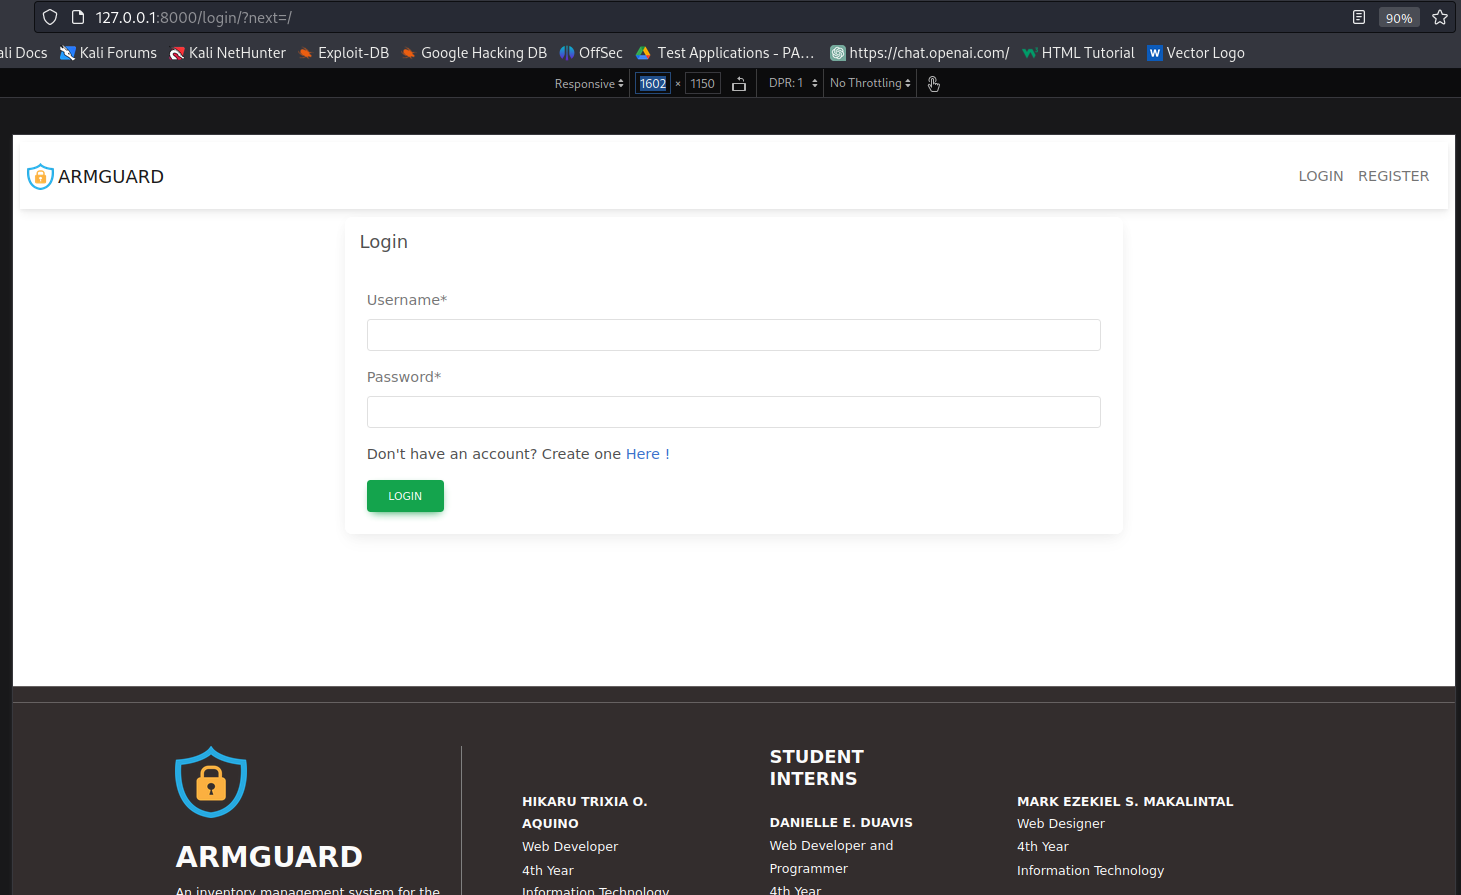 127.0.0.1:8000/login/?next=/
90%
ali Docs Kali Forums Kali NetHunter Exploit-DB Google Hacking DB OffSec Test Applications - PA... https://chat.openai.com/ HTML Tutorial Vector Logo
Responsive 1602 × 1150 DPR: 1 No Throttling
ARMGUARD
LOGIN REGISTER
Login
Username*
Password*
Don't have an account? Create one Here !
LOGIN
ARMGUARD
An inventory management system for the
HIKARU TRIXIA O.
AQUINO
Web Developer
4th Year
Information Technology
STUDENT
INTERNS
DANIELLE E. DUAVIS
Web Developer and
Programmer
4th Year
MARK EZEKIEL S. MAKALINTAL
Web Designer
4th Year
Information Technology